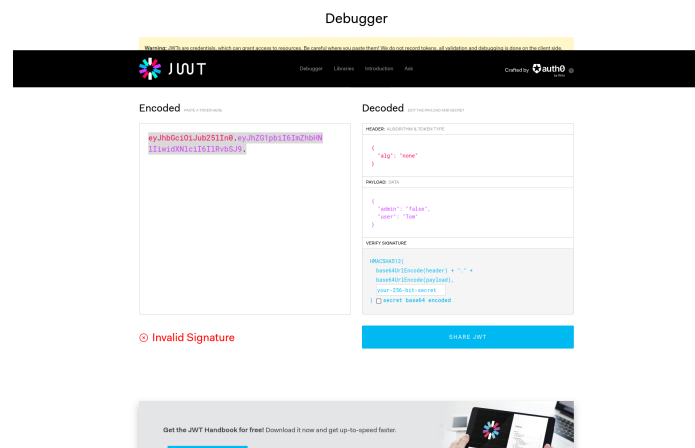 Debugger
Warning: JWTs are credentials, which can grant access to resources. Be careful where you paste them! We do not record tokens, all validation and debugging is done on the client side.
JWT
Debugger Libraries Introduction Ask
Crafted by auth0
by Okta
Encoded PASTE A TOKEN HERE
Decoded EDIT THE PAYLOAD AND SECRET
eyJhbGciOiJub25lIn0.eyJhZG1pbiI6ImZhbHN
lIiwidXNlciI6IlRvbSJ9.
HEADER: ALGORITHM & TOKEN TYPE
{
"alg": "none"
}
PAYLOAD: DATA
{
"admin": "false",
"user": "Tom"
}
VERIFY SIGNATURE
HMACSHA512(
base64UrlEncode(header) + "." +
base64UrlEncode(payload),
your-256-bit-secret
) secret base64 encoded
Invalid Signature
SHARE JWT
Get the JWT Handbook for free! Download it now and get up-to-speed faster.